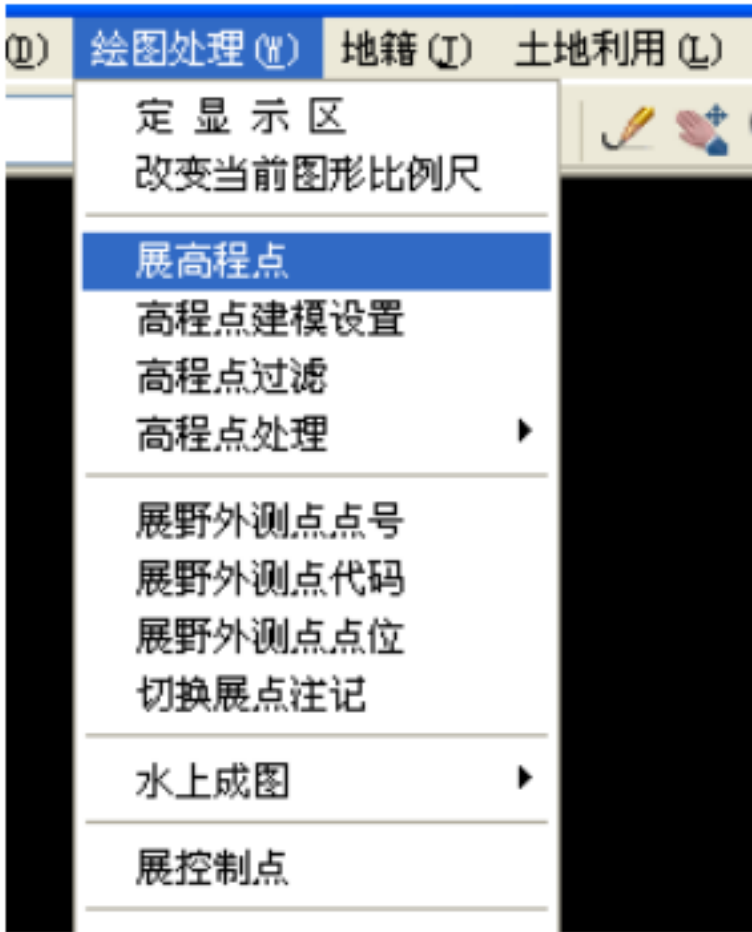 (D) 绘图处理(W) 地籍(J) 土地利用(L)
定 显 示 区
改变当前图形比例尺
展高程点
高程点建模设置
高程点过滤
高程点处理
展野外测点点号
展野外测点代码
展野外测点点位
切换展点注记
水上成图
展控制点